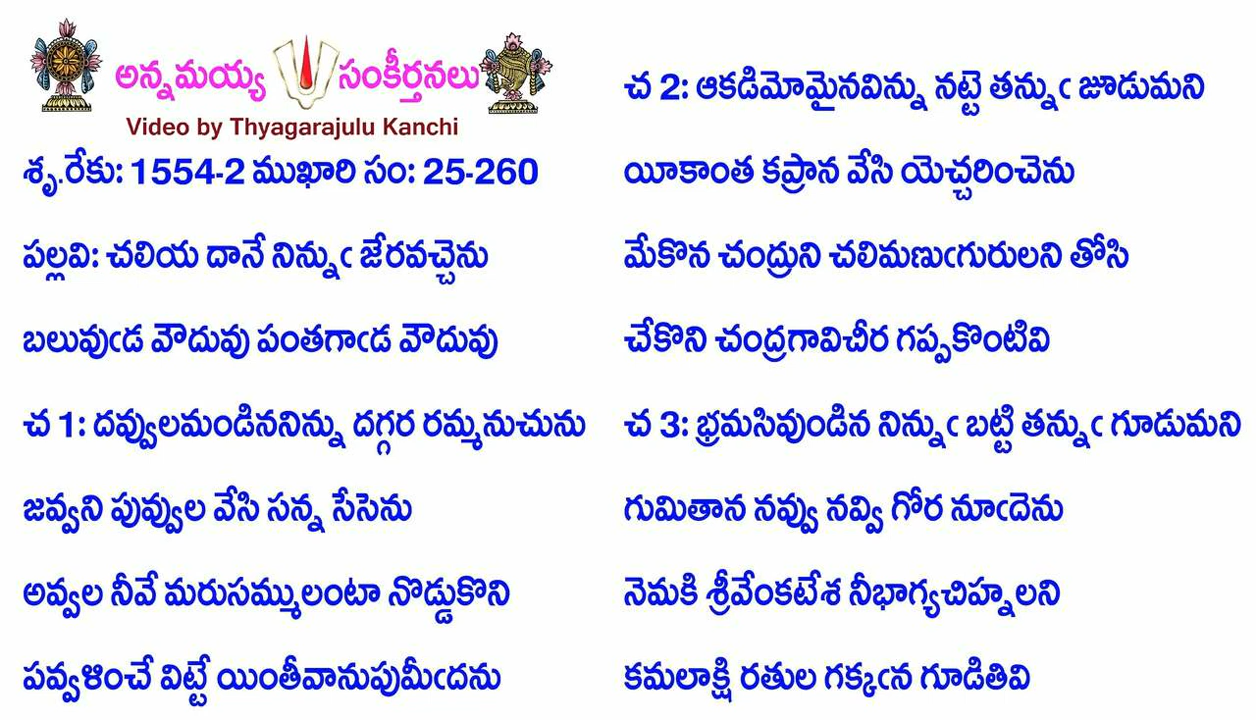 అన్నమయ్య సంకీర్తనలు
Video by Thyagarajulu Kanchi
శృ.రేకు: 1554-2 ముఖారి సం: 25-260
పల్లవి: చలియ దానే నిన్నుఁ జేరవచ్చెను
బలువుఁడ వౌదువు పంతగాఁడ వౌదువు
చ 1: దవ్వులమండిననిన్ను దగ్గర రమ్మనుచును
జవ్వని పువ్వుల వేసి సన్న సేసెను
అవ్వల నీవే మరుసమ్ములంటా నొడ్డుకొని
పవ్వళించే విట్టే యింతీవానుపుమీఁదను
చ 2: ఆకడిమోమైనవిన్ను నట్టె తన్నుఁ జూడుమని
యీకాంత కప్రాన వేసి యెచ్చరించెను
మేకొన చంద్రుని చలిమణుఁగురులని తోసి
చేకొని చంద్రగావిచీర గప్పకొంటివి
చ 3: భ్రమసివుండిన నిన్నుఁ బట్టి తన్నుఁ గూడుమని
గుమితాన నవ్వు నవ్వి గోర నూఁదెను
నెమకి శ్రీవేంకటేశ నీభాగ్యచిహ్నలని
కమలాక్షి రతుల గక్కఁన గూడితివి